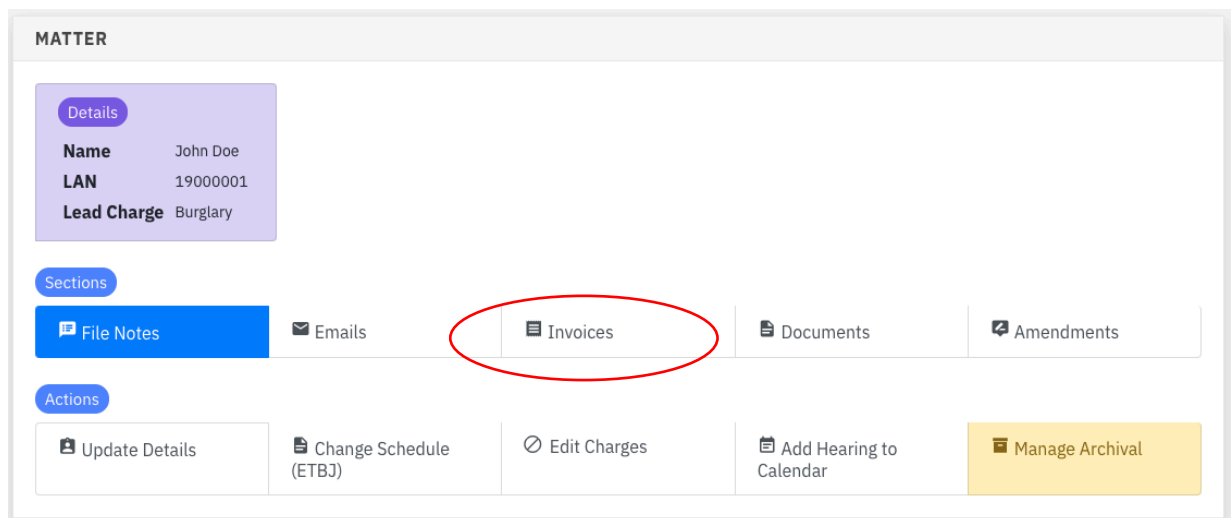 MATTER
Details
Name John Doe
LAN 19000001
Lead Charge Burglary
Sections
File Notes Emails Invoices Documents Amendments
Actions
Update Details Change Schedule Edit Charges Add Hearing to Manage Archival
(ETBJ) Calendar